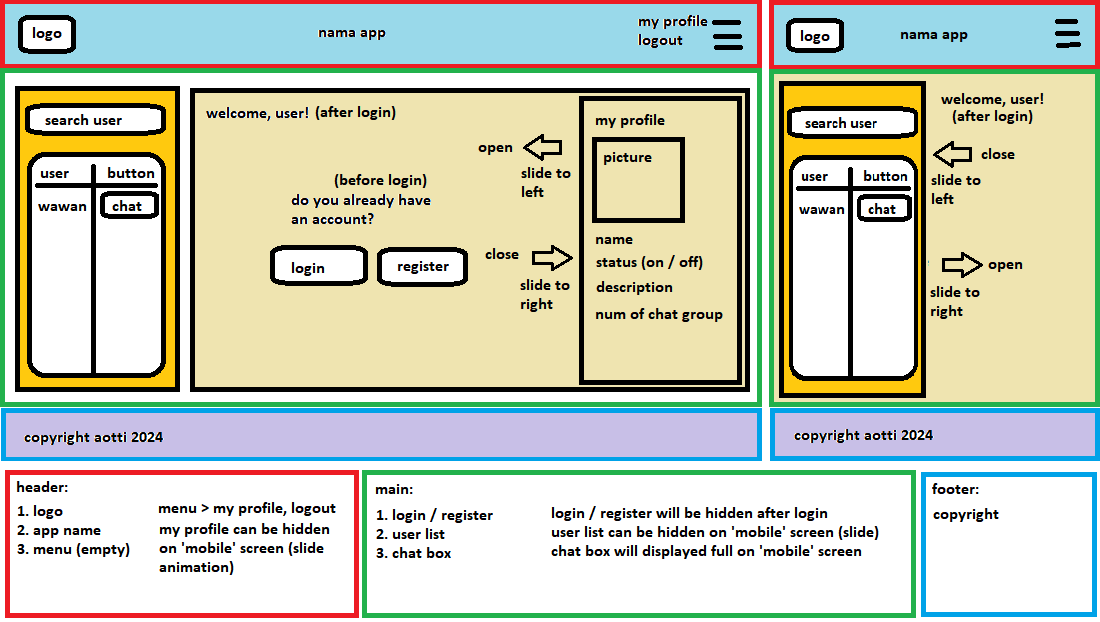 logo
nama app
my profile
logout
search user
user
button
wawan
chat
welcome, user! (after login)
(before login)
do you already have
an account?
login
register
open
slide to
left
close
slide to
right
my profile
picture
name
status (on / off)
description
num of chat group
copyright aotti 2024
logo
nama app
search user
user
button
wawan
chat
welcome, user!
(after login)
close
slide to
left
open
slide to
right
copyright aotti 2024
header:
1. logo
2. app name
3. menu (empty)
menu > my profile, logout
my profile can be hidden
on 'mobile' screen (slide
animation)
main:
1. login / register
2. user list
3. chat box
login / register will be hidden after login
user list can be hidden on 'mobile' screen (slide)
chat box will displayed full on 'mobile' screen
footer:
copyright